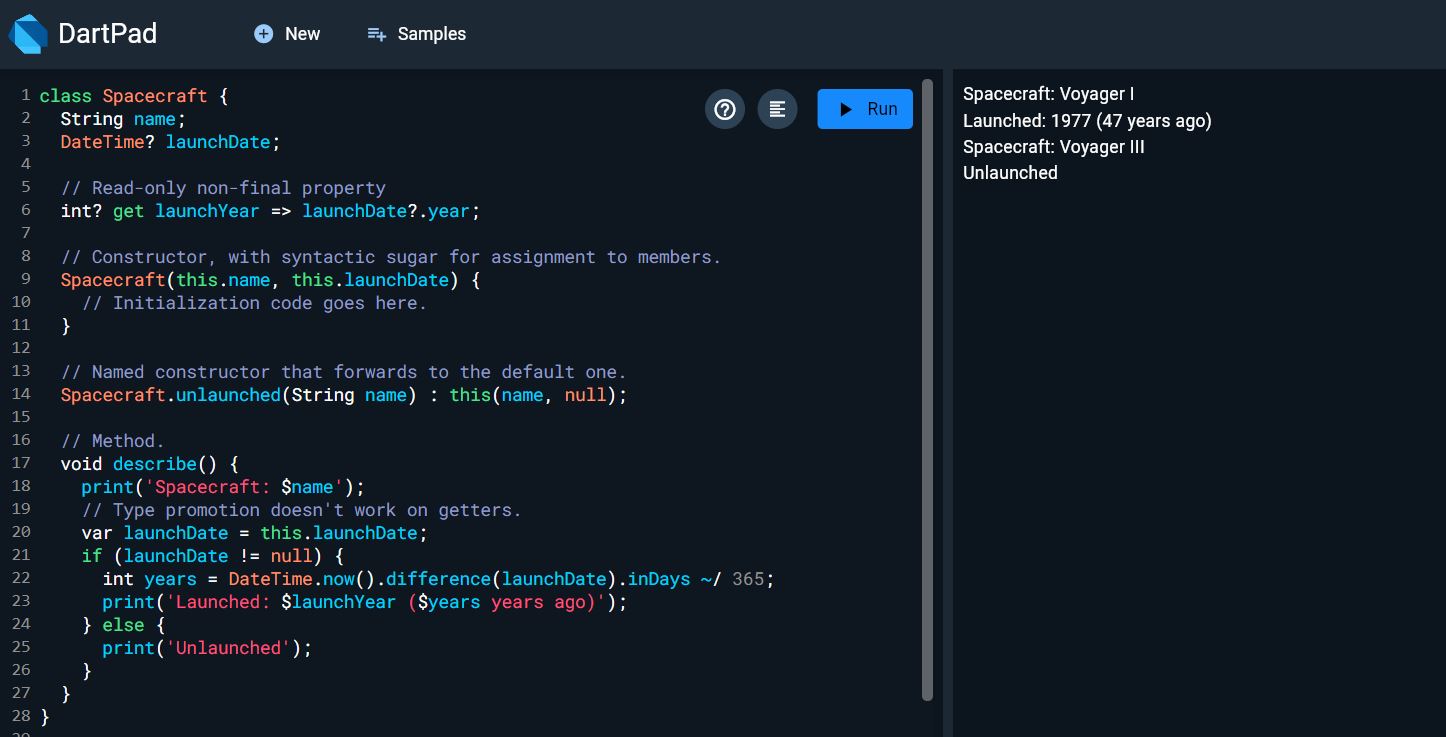 DartPad
New
Samples
Run
1 class Spacecraft {
2   String name;
3   DateTime? launchDate;
4
5   // Read-only non-final property
6   int? get launchYear => launchDate?.year;
7
8   // Constructor, with syntactic sugar for assignment to members.
9   Spacecraft(this.name, this.launchDate) {
10     // Initialization code goes here.
11   }
12
13   // Named constructor that forwards to the default one.
14   Spacecraft.unlaunched(String name) : this(name, null);
15
16   // Method.
17   void describe() {
18     print('Spacecraft: $name');
19     // Type promotion doesn't work on getters.
20     var launchDate = this.launchDate;
21     if (launchDate != null) {
22       int years = DateTime.now().difference(launchDate).inDays ~/ 365;
23       print('Launched: $launchYear ($years years ago)');
24     } else {
25       print('Unlaunched');
26     }
27   }
28 }
Spacecraft: Voyager I
Launched: 1977 (47 years ago)
Spacecraft: Voyager III
Unlaunched